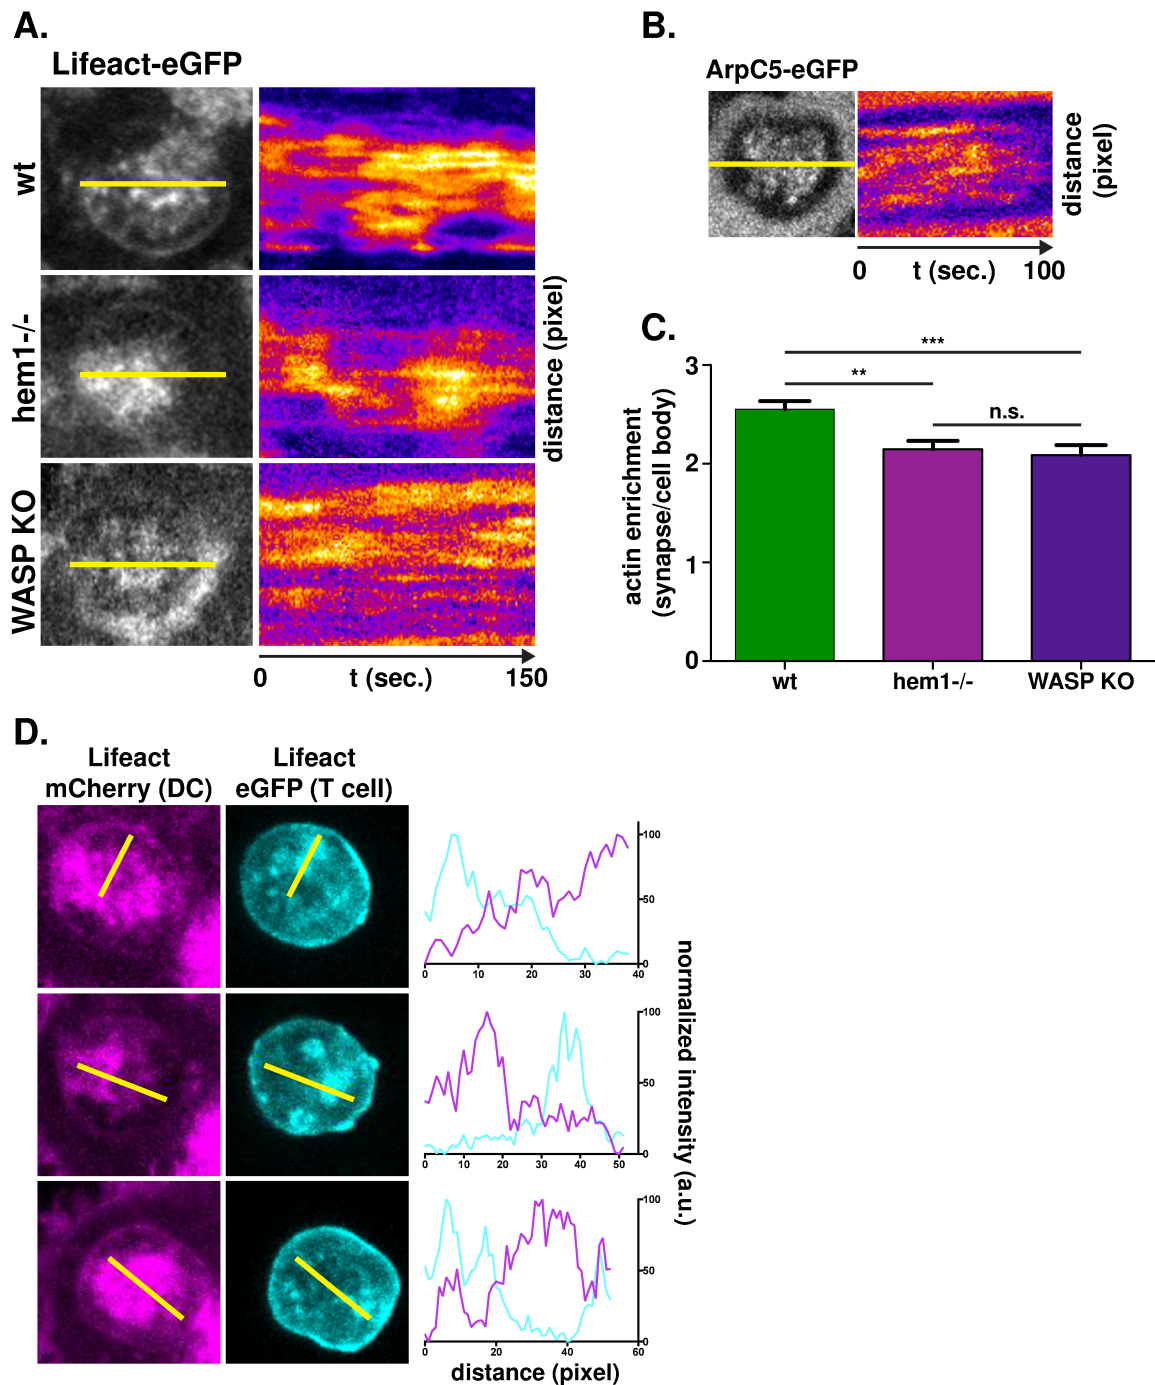 A.
Lifeact-eGFP
wt
hem1-/-
WASP KO
distance (pixel)
0 t (sec.) 150
B.
ArpC5-eGFP
distance
(pixel)
0 t (sec.) 100
C.
actin enrichment
(synapse/cell body)
3
2
1
0
***
**
n.s.
wt hem1-/- WASP KO
D.
Lifeact
mCherry (DC)
Lifeact
eGFP (T cell)
100
50
0
0 10 20 30 40
100
50
0
0 10 20 30 40 50
100
50
0
0 20 40 60
distance (pixel)
normalized intensity (a.u.)